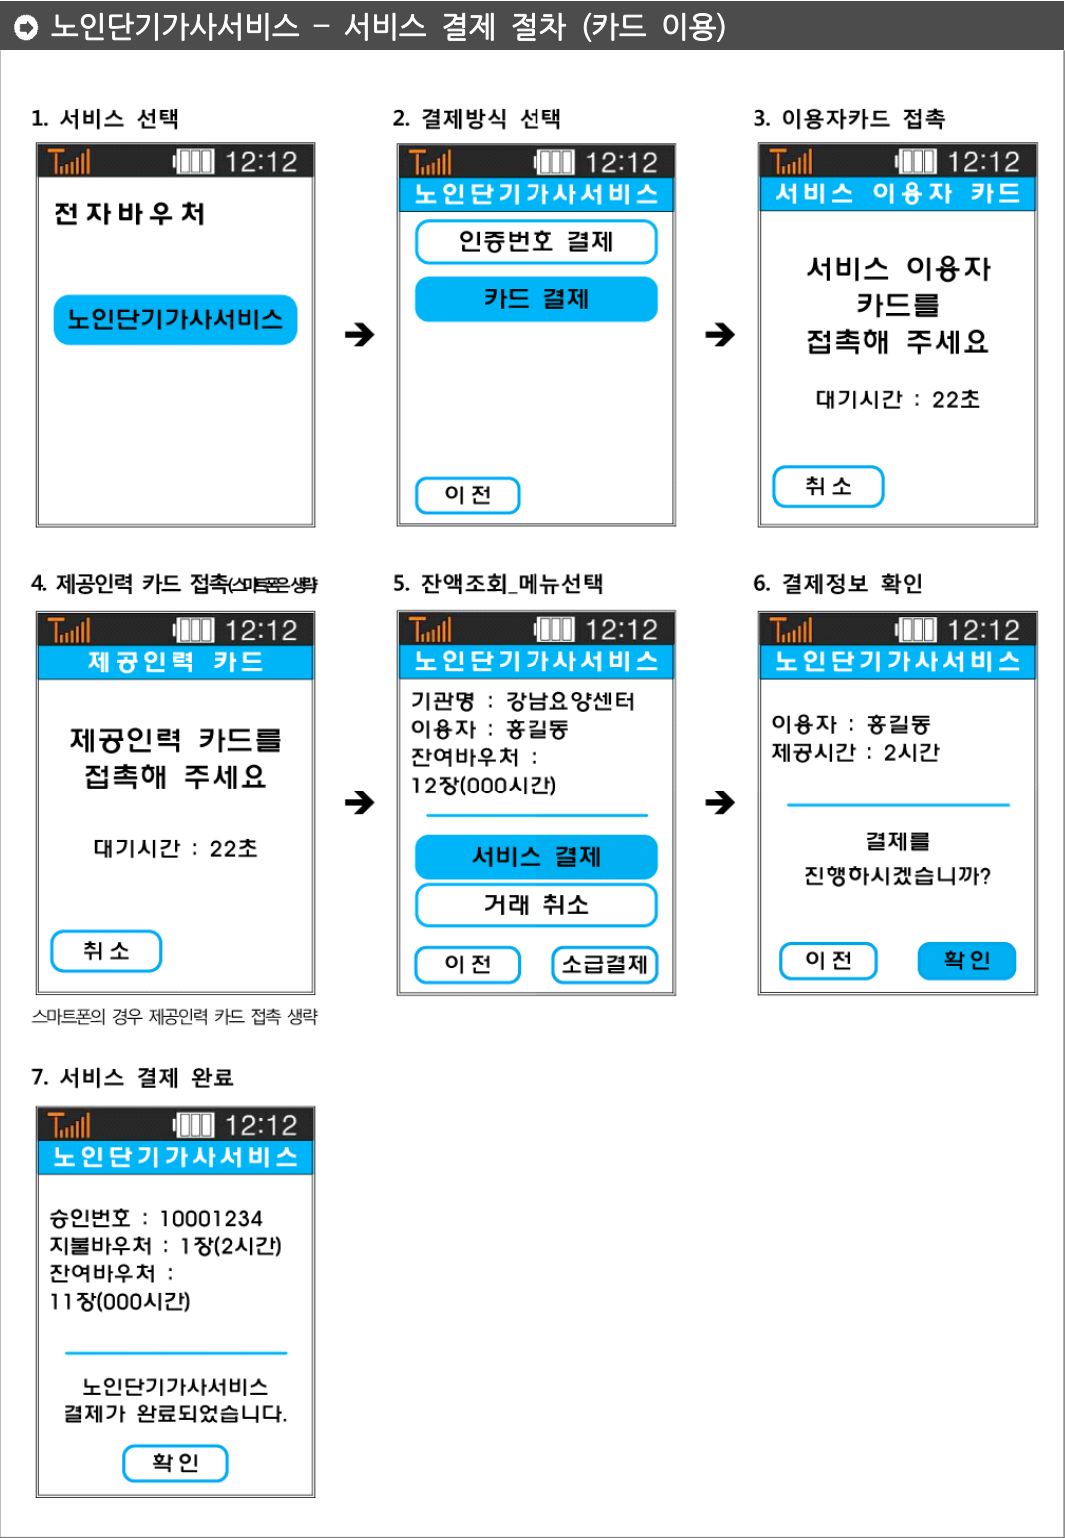 노인단기가사서비스 - 서비스 결제 절차 (카드 이용)
1. 서비스 선택
12:12
전자바우처
노인단기가사서비스
2. 결제방식 선택
12:12
노인단기가사서비스
인증번호 결제
카드 결제
이전
3. 이용자카드 접촉
12:12
서비스 이용자 카드
서비스 이용자
카드를
접촉해 주세요
대기시간 : 22초
취소
4. 제공인력 카드 접촉(스마트폰은 생략
12:12
제공인력 카드
제공인력 카드를
접촉해 주세요
대기시간 : 22초
취소
스마트폰의 경우 제공인력 카드 접촉 생략
5. 잔액조회_메뉴선택
12:12
노인단기가사서비스
기관명 : 강남요양센터
이용자 : 홍길동
잔여바우처 :
12장(000시간)
서비스 결제
거래 취소
이전 소급결제
6. 결제정보 확인
12:12
노인단기가사서비스
이용자 : 홍길동
제공시간 : 2시간
결제를
진행하시겠습니까?
이전 확인
7. 서비스 결제 완료
12:12
노인단기가사서비스
승인번호 : 10001234
지불바우처 : 1장(2시간)
잔여바우처 :
11장(000시간)
노인단기가사서비스
결제가 완료되었습니다.
확인